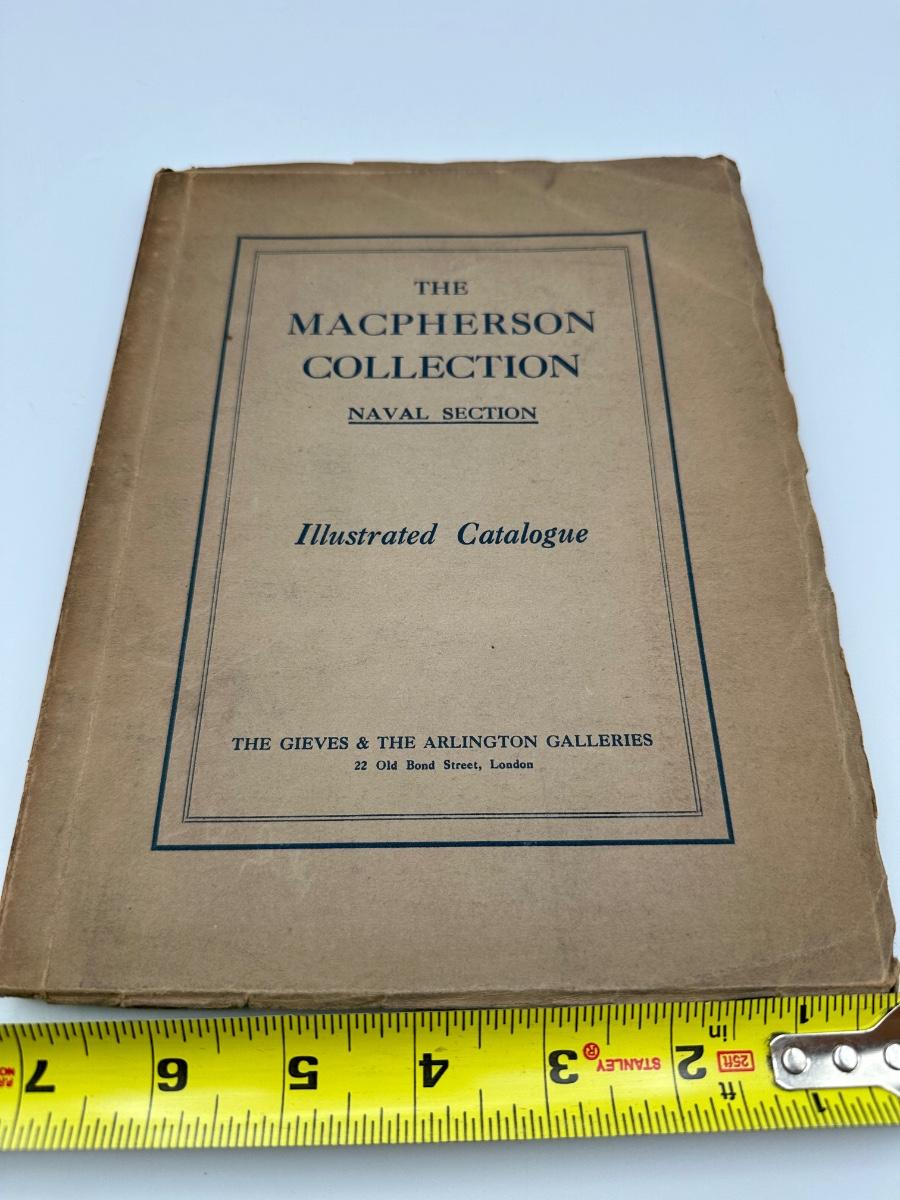 THE
MACPHERSON
COLLECTION
NAVAL SECTION
Illustrated Catalogue
THE GIEVES & THE ARLINGTON GALLERIES
22 Old Bond Street, London
7 6 5 4 3 STANLEY® 2 25ft 1
in
ft
1